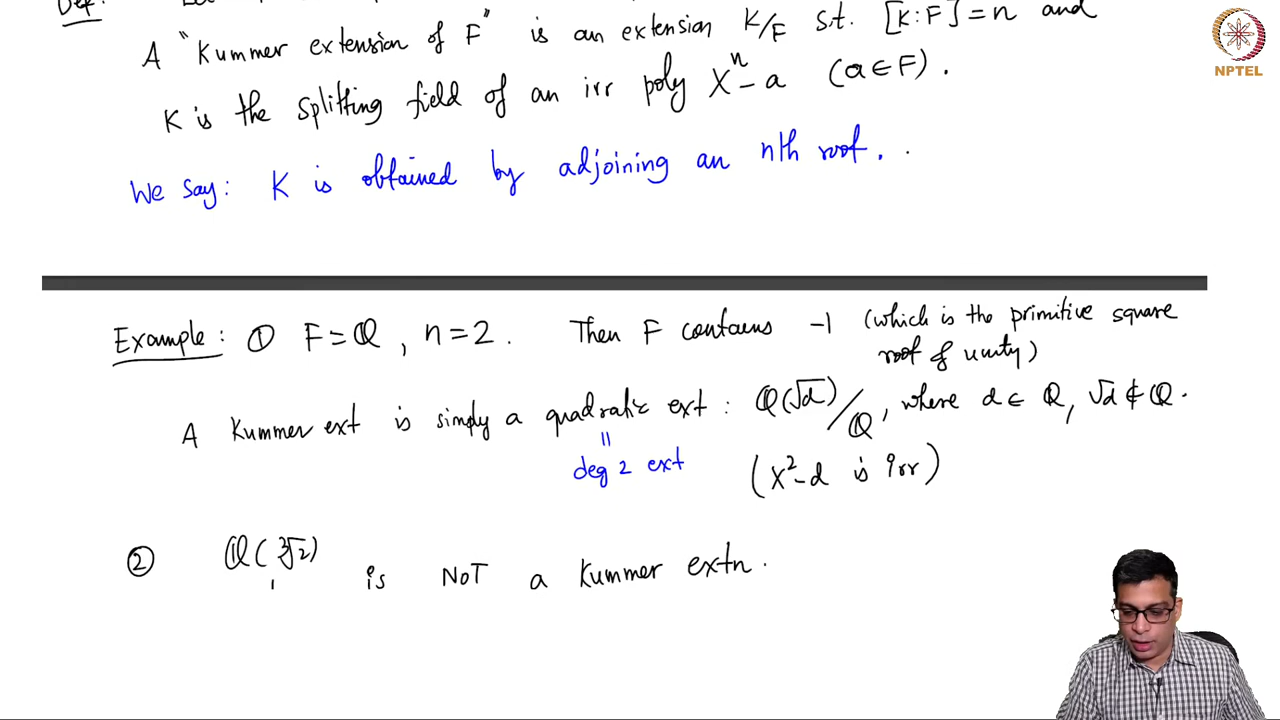 Def:
A "Kummer extension of F" is an extension K/F s.t. [K:F]=n and
K is the splitting field of an irr poly Xⁿ-a (a∈F).
We say: K is obtained by adjoining an nth root.
NPTEL
Example: ① F=ℚ, n=2. Then F contains -1 (which is the primitive square
root of unity)
A Kummer ext is simply a quadratic ext: ℚ(√d)/ℚ, where d∈ℚ, √d∉ℚ.
=
deg 2 ext (X²-d is irr)
② ℚ(∛2) is NOT a Kummer extn.